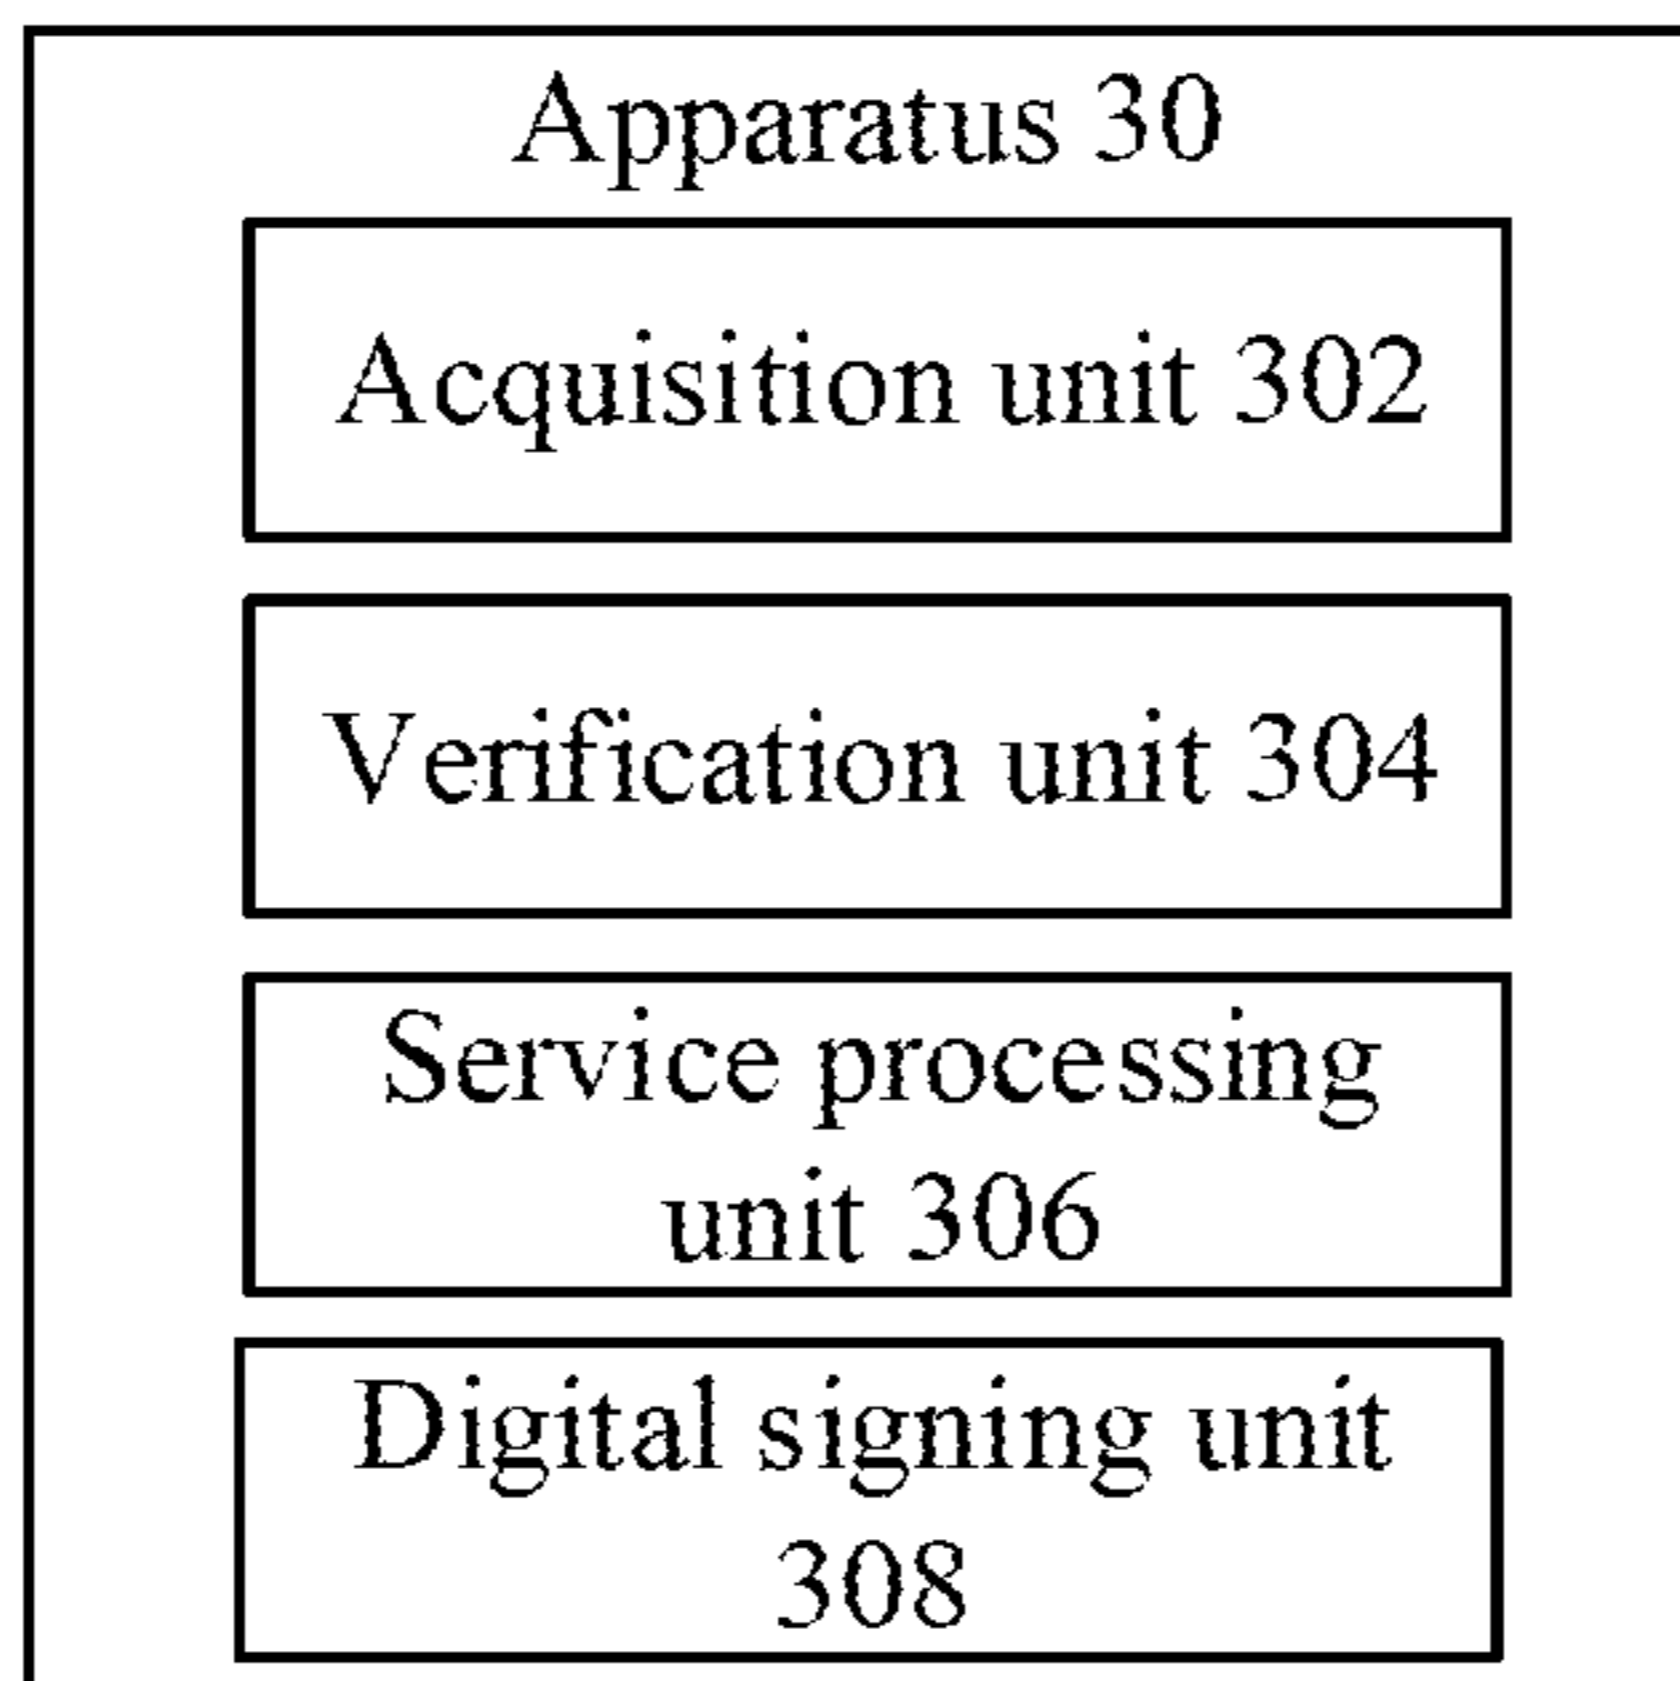 Apparatus 30
Acquisition unit 302
Verification unit 304
Service processing
unit 306
Digital signing unit
308